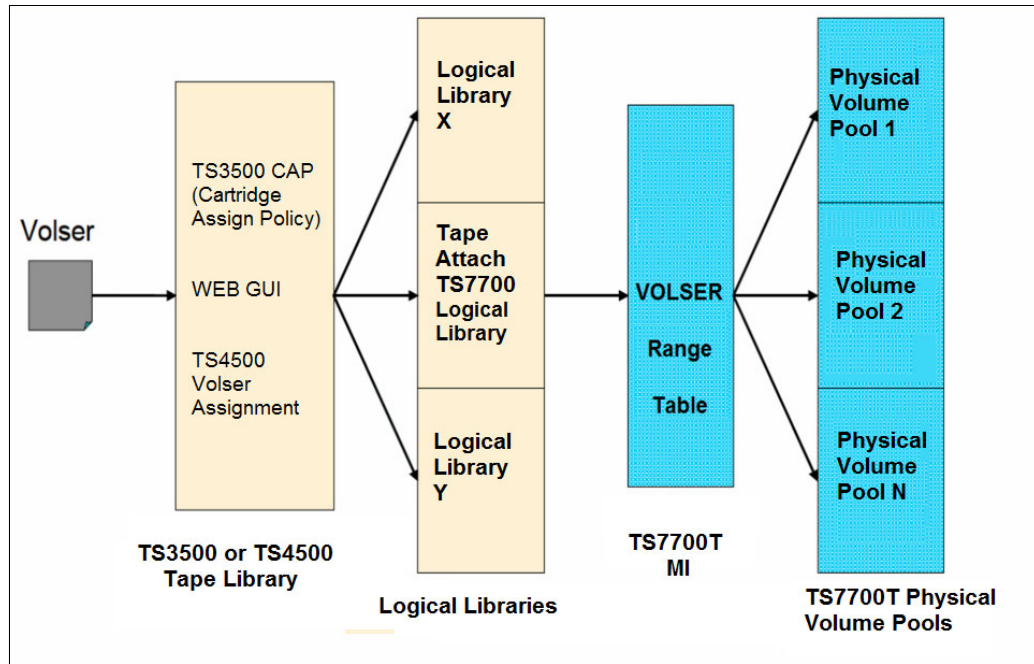 Volser
TS3500 CAP
(Cartridge
Assign Policy)
WEB GUI
TS4500
Volser
Assignment
TS3500 or TS4500
Tape Library
Logical
Library
X
Tape
Attach
TS7700
Logical
Library
Logical
Library
Y
Logical Libraries
VOLSER
Range
Table
TS7700T
MI
Physical
Volume
Pool 1
Physical
Volume
Pool 2
Physical
Volume
Pool N
TS7700T Physical
Volume Pools